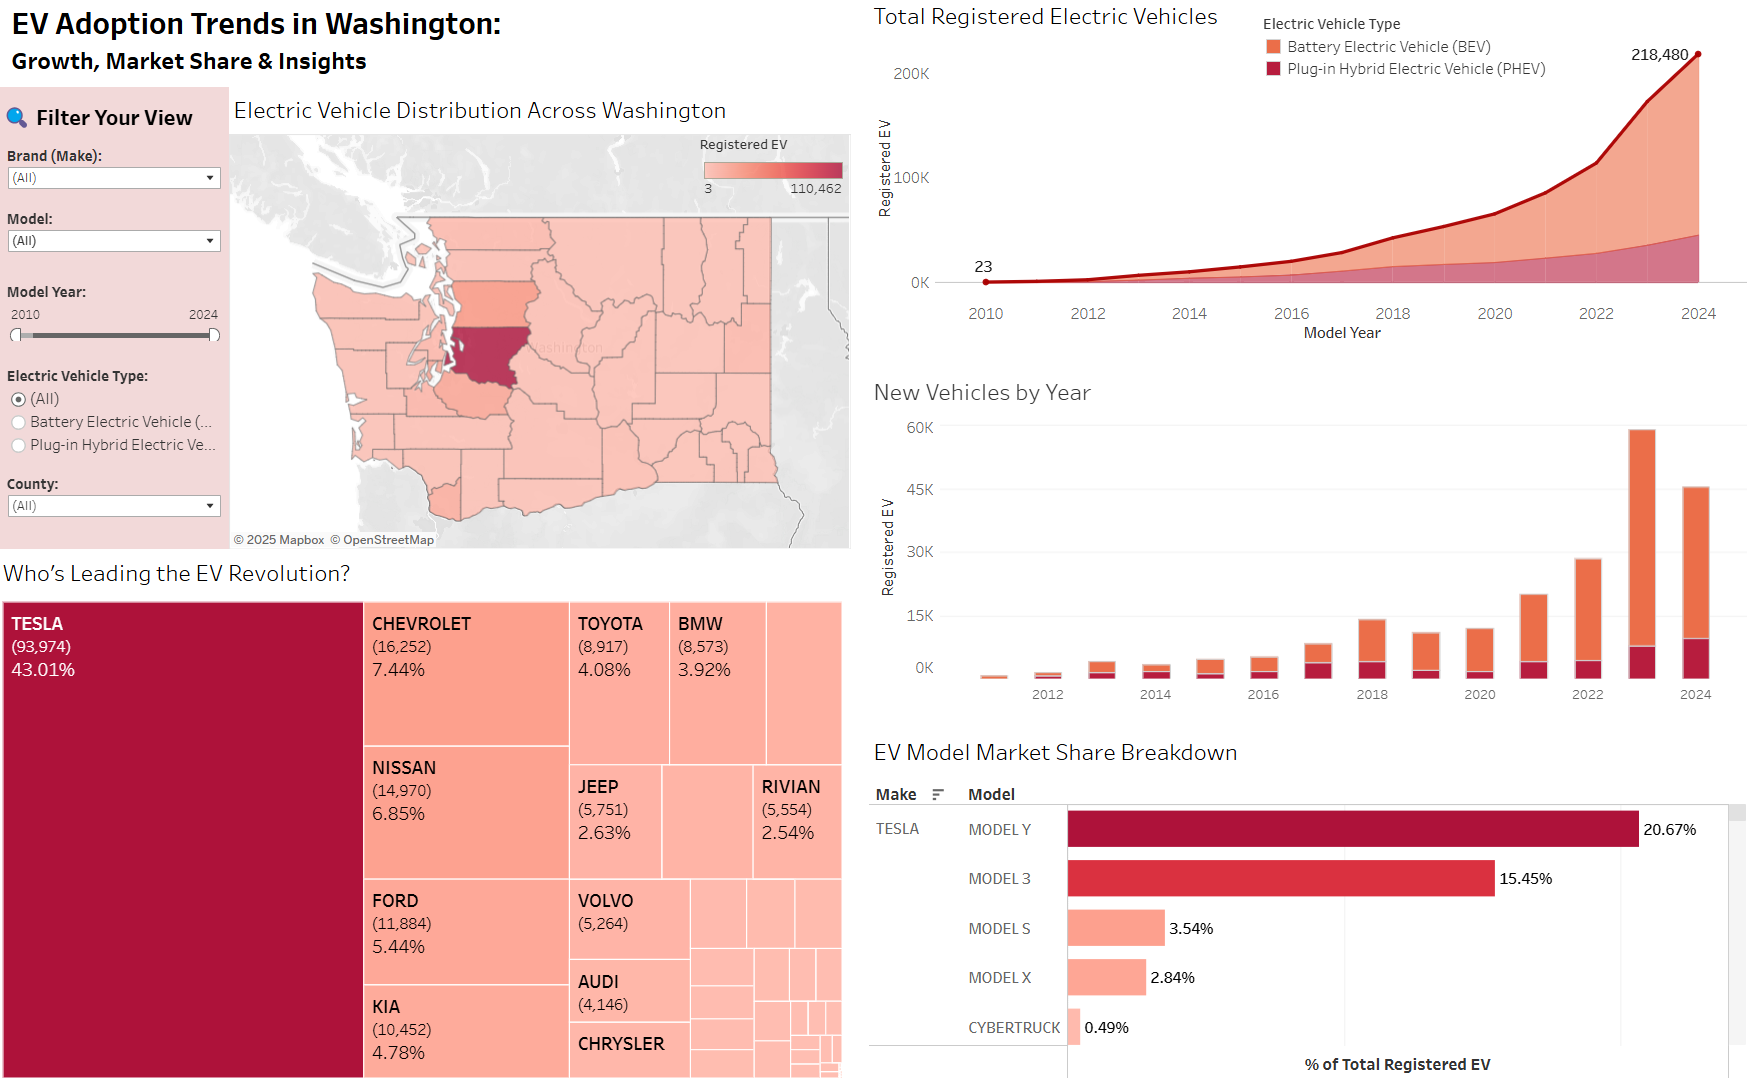 EV Adoption Trends in Washington:
Growth, Market Share & Insights
Filter Your View
Brand (Make):
(All)
Model:
(All)
Model Year:
2010 2024
Electric Vehicle Type:
(All)
Battery Electric Vehicle (...
Plug-in Hybrid Electric Ve...
County:
(All)
Electric Vehicle Distribution Across Washington
Registered EV
3 110,462
Washington
© 2025 Mapbox © OpenStreetMap
Who's Leading the EV Revolution?
TESLA
(93,974)
43.01%
CHEVROLET
(16,252)
7.44%
NISSAN
(14,970)
6.85%
FORD
(11,884)
5.44%
KIA
(10,452)
4.78%
TOYOTA
(8,917)
4.08%
BMW
(8,573)
3.92%
JEEP
(5,751)
2.63%
RIVIAN
(5,554)
2.54%
VOLVO
(5,264)
AUDI
(4,146)
CHRYSLER
Total Registered Electric Vehicles
Electric Vehicle Type
Battery Electric Vehicle (BEV)
Plug-in Hybrid Electric Vehicle (PHEV)
218,480
200K
100K
0K
Registered EV
23
2010 2012 2014 2016 2018 2020 2022 2024
Model Year
New Vehicles by Year
60K
45K
30K
15K
0K
Registered EV
2012 2014 2016 2018 2020 2022 2024
EV Model Market Share Breakdown
Make Model
TESLA MODEL Y 20.67%
MODEL 3 15.45%
MODEL S 3.54%
MODEL X 2.84%
CYBERTRUCK 0.49%
% of Total Registered EV